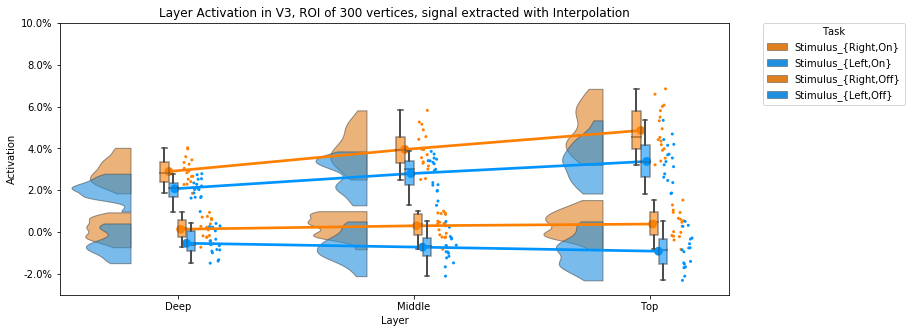 Layer Activation in V3, ROI of 300 vertices, signal extracted with Interpolation
10.0%
8.0%
6.0%
4.0%
2.0%
0.0%
-2.0%
Activation
Deep
Middle
Top
Layer
Task
Stimulus_{Right,On}
Stimulus_{Left,On}
Stimulus_{Right,Off}
Stimulus_{Left,Off}